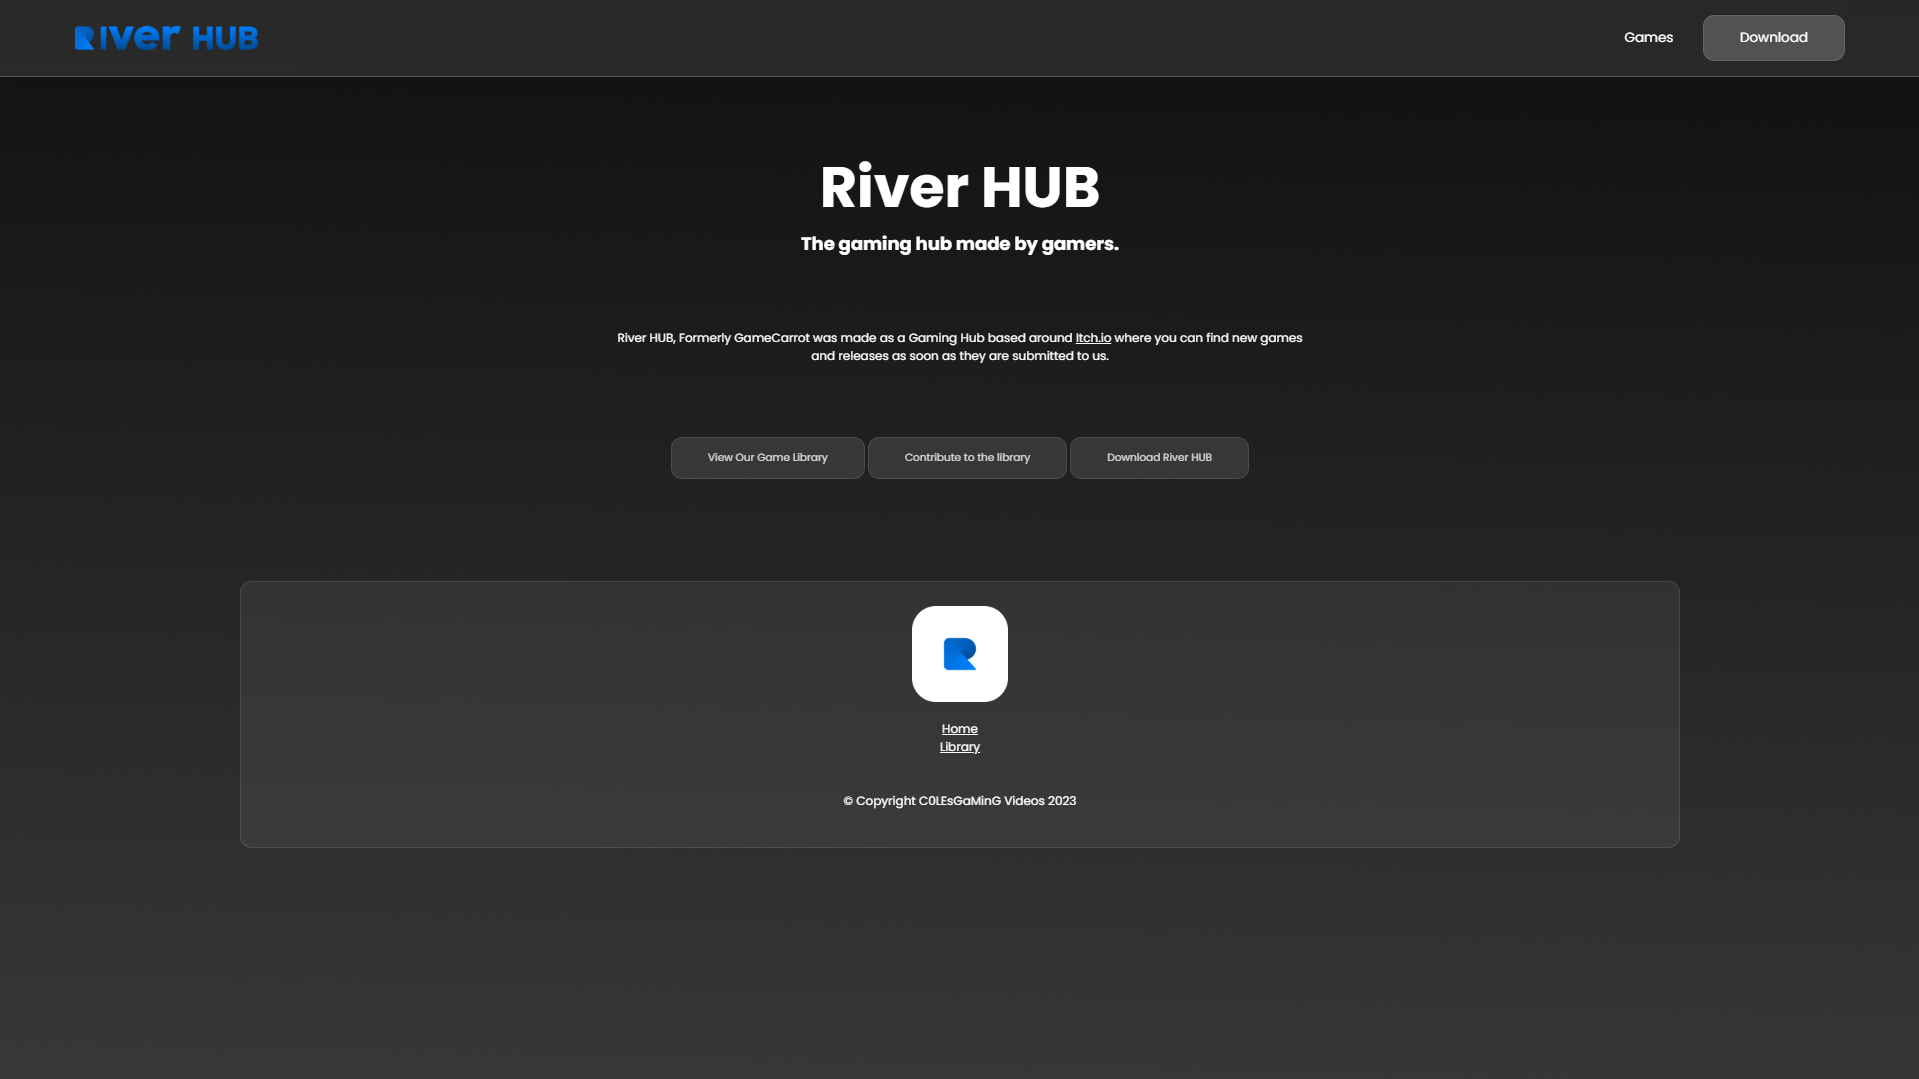 River HUB
Games
Download
River HUB
The gaming hub made by gamers.
River HUB, Formerly GameCarrot was made as a Gaming Hub based around Itch.io where you can find new games
and releases as soon as they are submitted to us.
View Our Game Library
Contribute to the library
Download River HUB
R
Home
Library
© Copyright C0LEsGaMinG Videos 2023